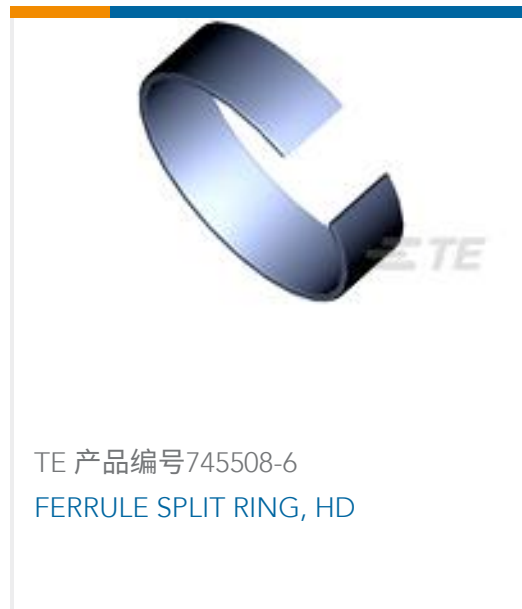 TE
TE 产品编号745508-6
FERRULE SPLIT RING, HD